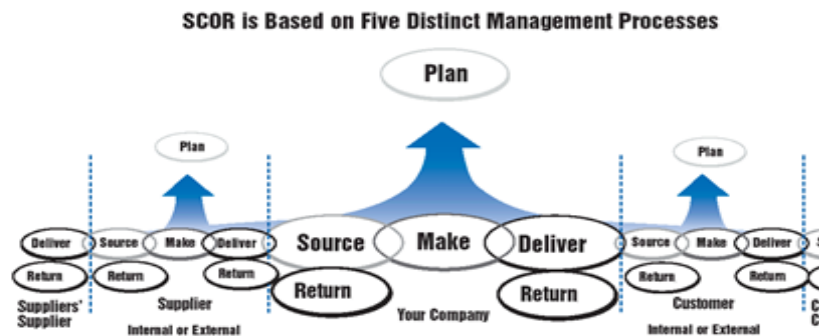 SCOR is Based on Five Distinct Management Processes
Plan
Plan
Plan
Deliver Source Make Deliver Source Make Deliver Source Make Deliver
Return Return Return Return Return Return Return
Suppliers' Supplier Your Company Customer
Supplier
Internal or External Internal or External